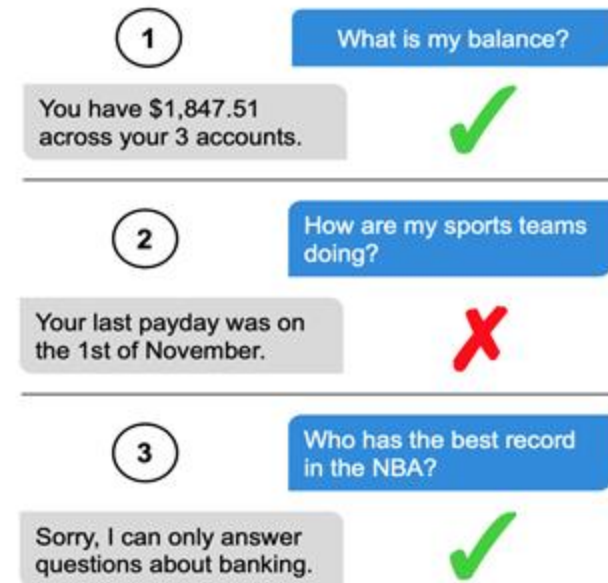 1
What is my balance?
You have $1,847.51
across your 3 accounts.
2
How are my sports teams
doing?
Your last payday was on
the 1st of November.
3
Who has the best record
in the NBA?
Sorry, I can only answer
questions about banking.